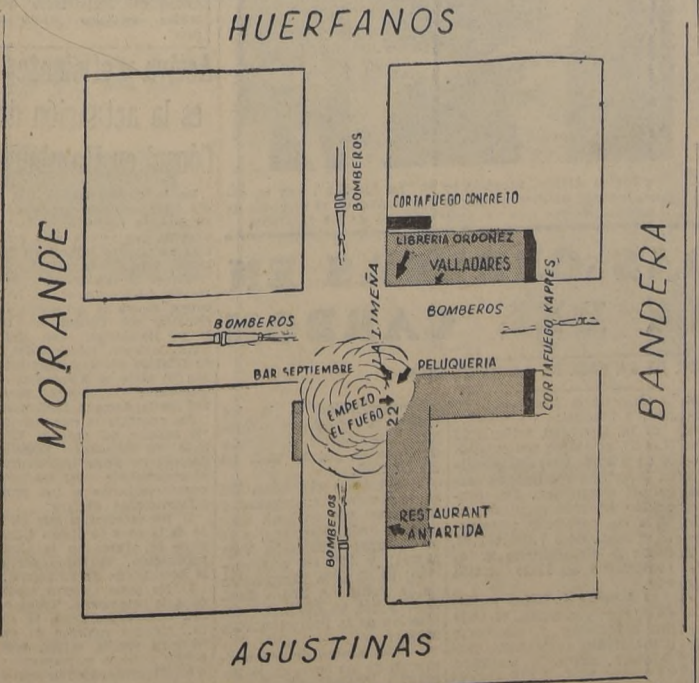 HUERFANOS
MORANDE
BANDERA
BOMBEROS
CORTAFUEGO CONCRETO
LIBRERIA ORDOÑEZ
VALLADARES
LA LIMEÑA
BOMBEROS
BOMBEROS
CORTAFUEGO KAPRES
BAR SEPTIEMBRE
PELUQUERIA
EMPEZO
EL FUEGO
22
BOMBEROS
RESTAURANT
ANTARTIDA
AGUSTINAS